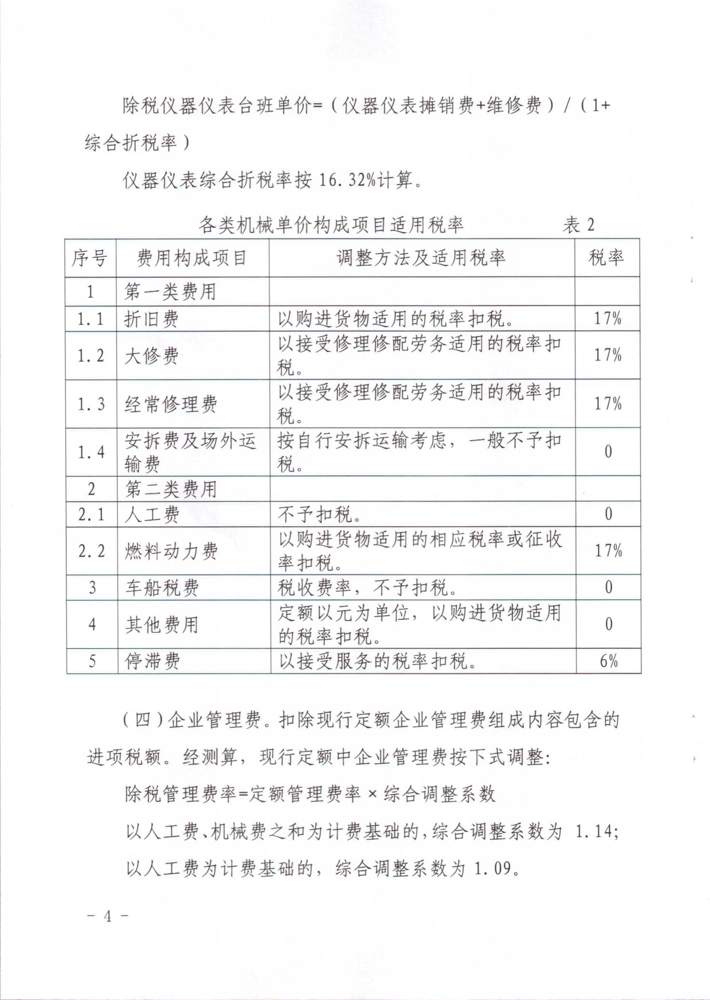 除税仪器仪表台班单价=（仪器仪表摊销费+维修费）/（1+
综合折税率）
仪器仪表综合折税率按 16.32%计算。
各类机械单价构成项目适用税率 表 2
序号 费用构成项目 调整方法及适用税率 税率
1 第一类费用
1.1 折旧费 以购进货物适用的税率扣税。 17%
1.2 大修费 以接受修理修配劳务适用的税率扣
税。 17%
1.3 经常修理费 以接受修理修配劳务适用的税率扣
税。 17%
1.4 安拆费及场外运
输费 按自行安拆运输考虑，一般不予扣
税。 0
2 第二类费用
2.1 人工费 不予扣税。 0
2.2 燃料动力费 以购进货物适用的相应税率或征收
率扣税。 17%
3 车船税费 税收费率，不予扣税。 0
4 其他费用 定额以元为单位，以购进货物适用
的税率扣税。 0
5 停滞费 以接受服务的税率扣税。 6%
（四）企业管理费。扣除现行定额企业管理费组成内容包含的
进项税额。经测算，现行定额中企业管理费按下式调整:
除税管理费率=定额管理费率×综合调整系数
以人工费、机械费之和为计费基础的,综合调整系数为 1.14;
以人工费为计费基础的，综合调整系数为 1.09。
- 4 -